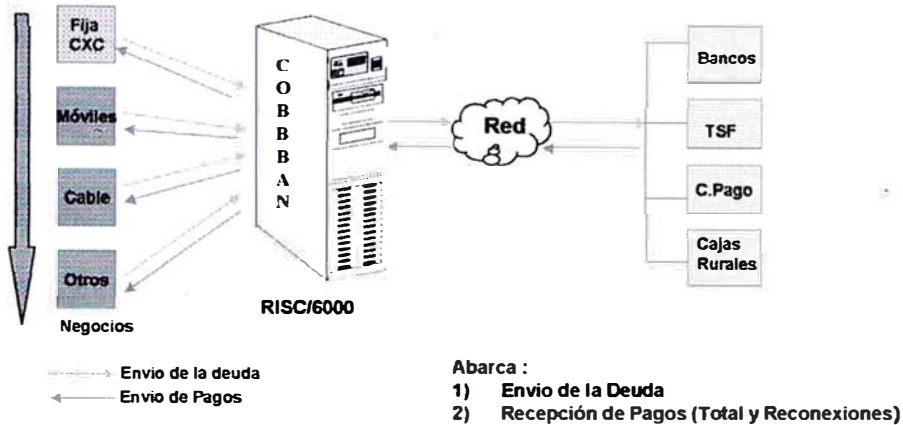 Fija
CXC
Móviles
Cable
Otros
Negocios
COBBBAN
RISC/6000
Red
Bancos
TSF
C.Pago
Cajas
Rurales
Envio de la deuda
Envio de Pagos
Abarca :
1) Envio de la Deuda
2) Recepción de Pagos (Total y Reconexiones)